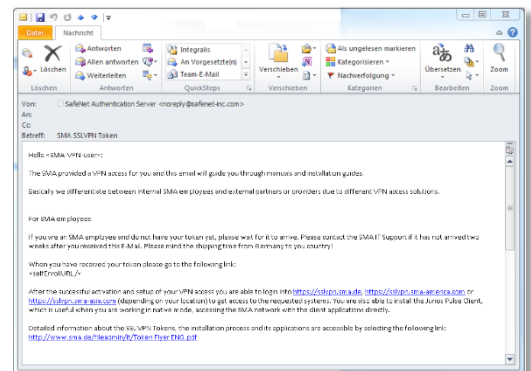 Datei Nachricht
Löschen
Antworten
Allen antworten
Weiterleiten
Integralis
An Vorgesetzte(n)
Team-E-Mail
Verschieben
Als ungelesen markieren
Kategorisieren
Nachverfolgung
Übersetzen
Zoom
Löschen Antworten QuickSteps Verschieben Kategorien Bearbeiten Zoom
Von: SafeNet Authentication Server <noreply@safenet-inc.com>
An:
Cc:
Betreff: SMA SSLVPN Token
Hello <SMA-VPN-user>:
The SMA provided a VPN access for you and this email will guide you through manuals and installation guides.
Basically we differentiate between internal SMA employees and external partners or providers due to different VPN access solutions.
For SMA employees:
If you are an SMA employee and do not have your token yet, please wait for it to arrive. Please contact the SMA IT Support if it has not arrived two
weeks after you received this E-Mail. Please mind the shipping time from Germany to you country!
When you have received your token please go to the following link:
<selfEnrollURL/>
After the successful activation and setup of your VPN access you are able to login into https://sslvpn.sma.de, https://sslvpn.sma-america.com or
https://sslvpn.sma-asia.com (depending on your location) to get access to the requested systems. You are also able to install the Junos Pulse Client,
which is useful when you are working in native mode, accessing the SMA network with the client applications directly.
Detailed information about the SSL VPN Tokens, the installation process and its applications are accessible by selecting the following link:
http://www.sma.de/fileadmin/it/Token Flyer ENG.pdf